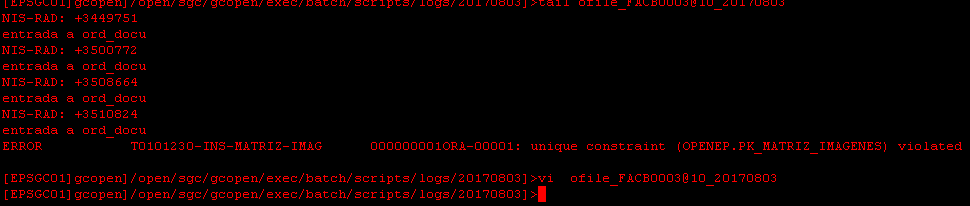 [EPSGC01]gcopen]/open/sgc/gcopen/exec/batch/scripts/logs/20170803]>tail ofile_FACB0003@10_20170803
NIS-RAD: +3449751
entrada a ord_docu
NIS-RAD: +3500772
entrada a ord_docu
NIS-RAD: +3508664
entrada a ord_docu
NIS-RAD: +3510824
entrada a ord_docu
ERROR T0101230-INS-MATRIZ-IMAG 000000001ORA-00001: unique constraint (OPENEP.PK_MATRIZ_IMAGENES) violated
[EPSGC01]gcopen]/open/sgc/gcopen/exec/batch/scripts/logs/20170803]>vi ofile_FACB0003@10_20170803
[EPSGC01]gcopen]/open/sgc/gcopen/exec/batch/scripts/logs/20170803]>